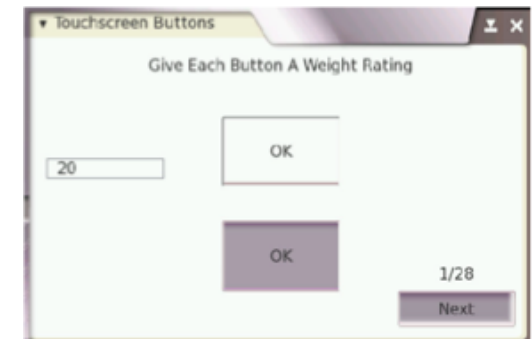 Touchscreen Buttons
Give Each Button A Weight Rating
OK
20
OK
1/28
Next